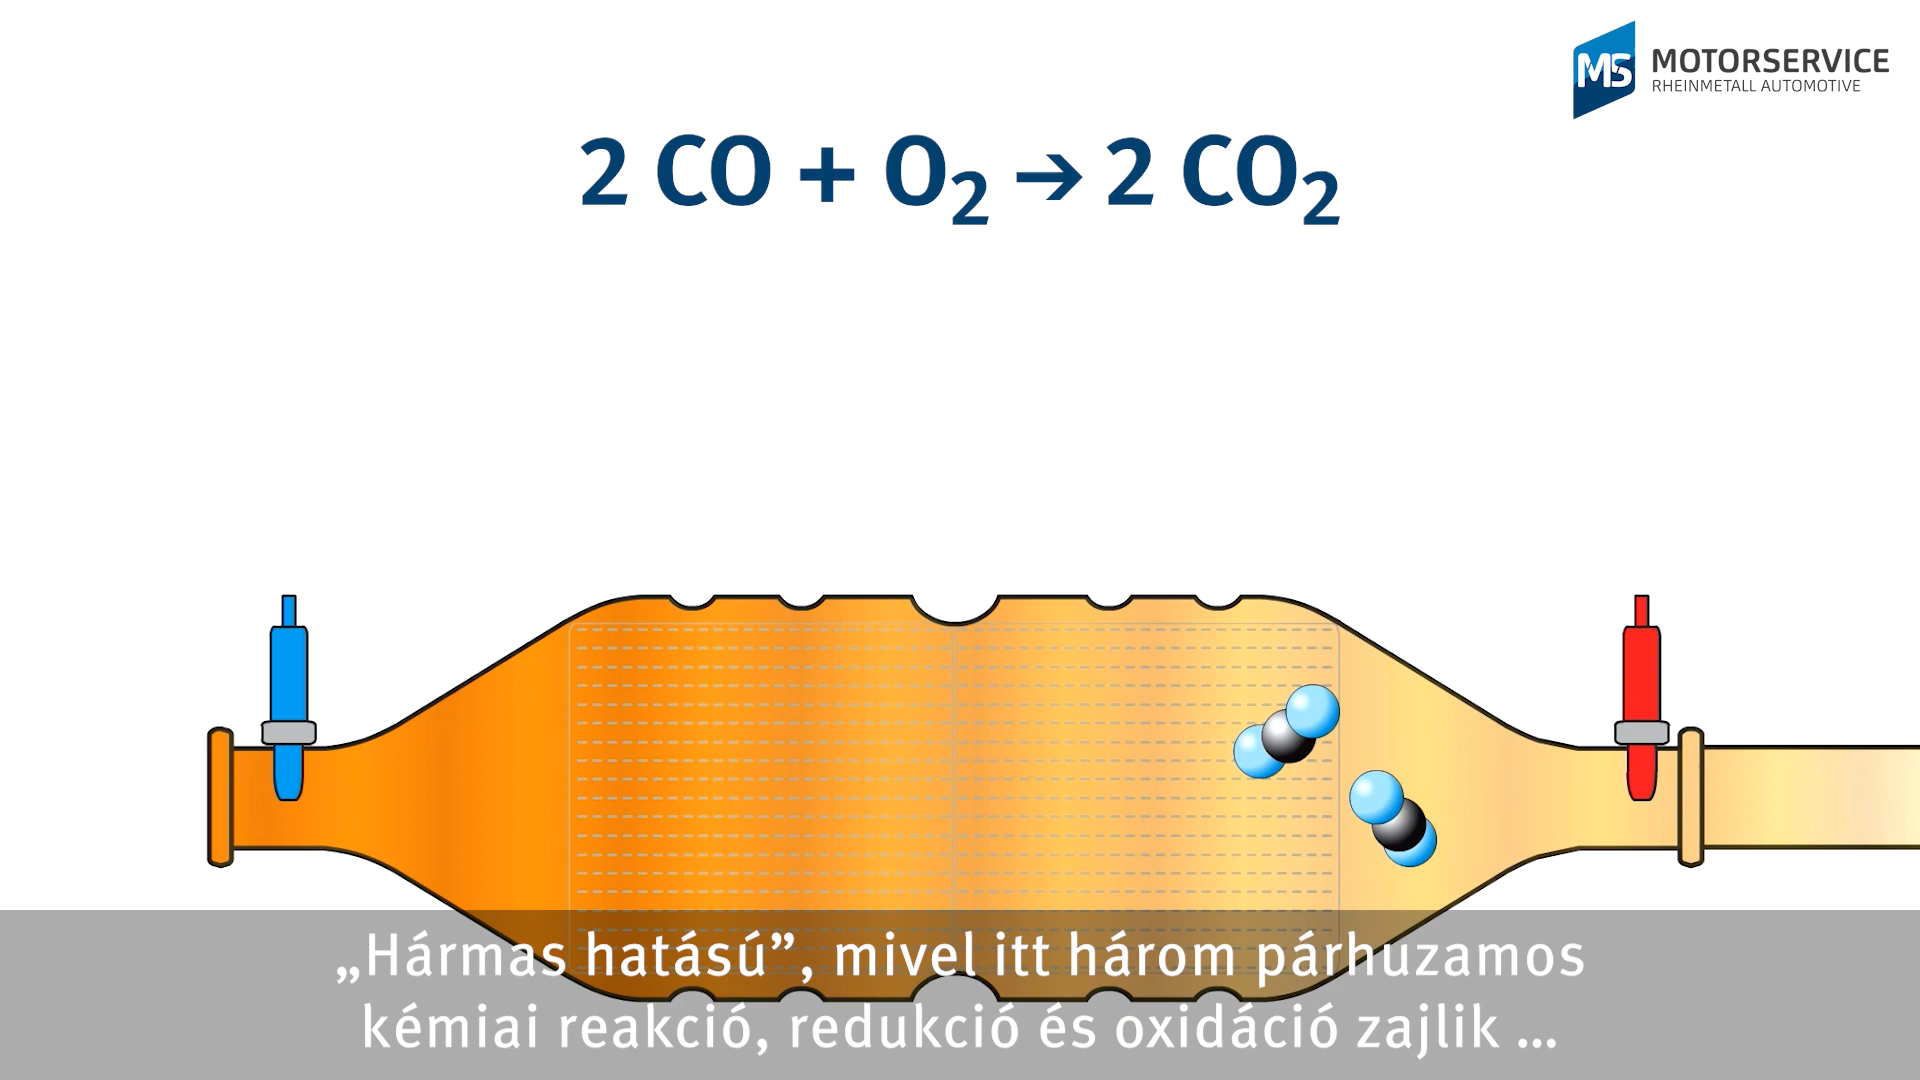 MS MOTORSERVICE
RHEINMETALL AUTOMOTIVE
2 CO + O₂ → 2 CO₂
„Hármas hatású”, mivel itt három párhuzamos
kémiai reakció, redukció és oxidáció zajlik ...